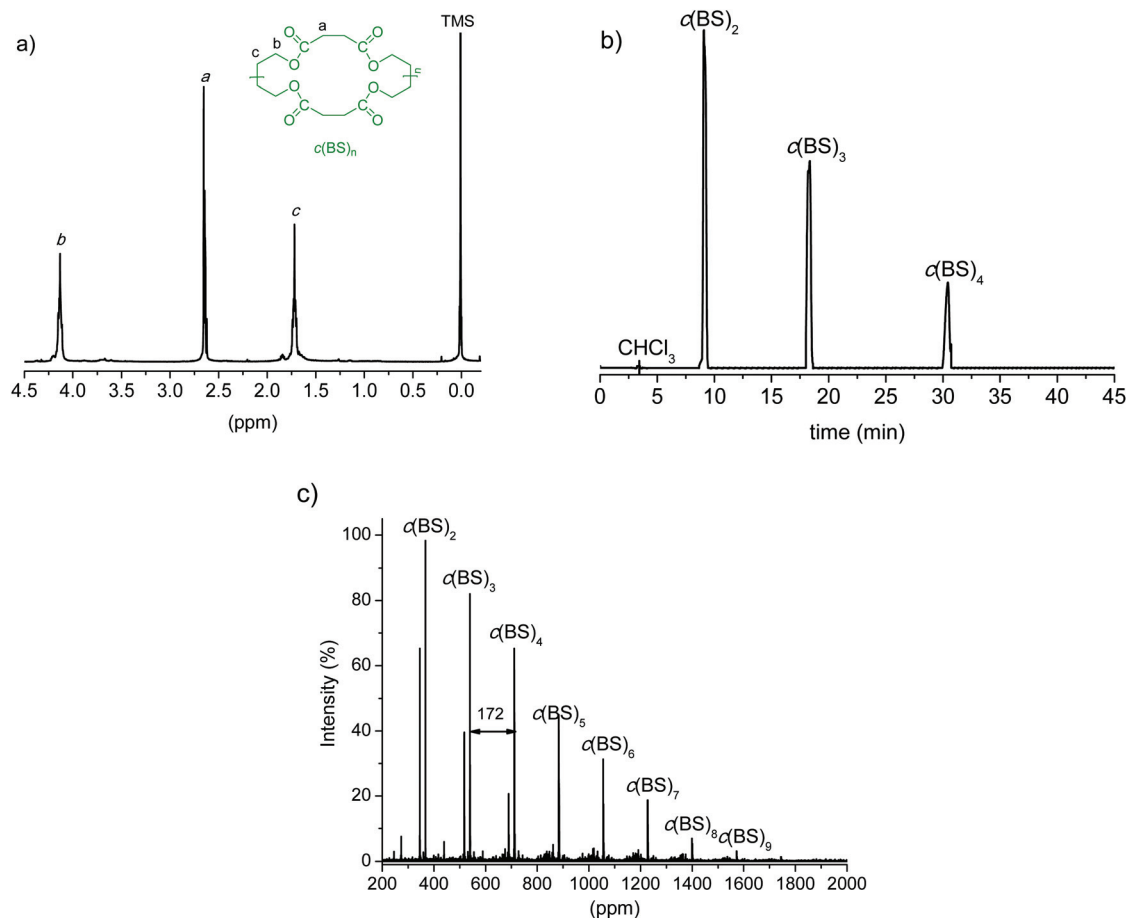 a)
TMS
a
c
b
O
O
O
O
n
O
O
O
O
c(BS)n
a
b
c
4.5 4.0 3.5 3.0 2.5 2.0 1.5 1.0 0.5 0.0
(ppm)
b)
c(BS)2
c(BS)3
c(BS)4
CHCl3
0 5 10 15 20 25 30 35 40 45
time (min)
c)
c(BS)2
c(BS)3
c(BS)4
172
c(BS)5
c(BS)6
c(BS)7
c(BS)8
c(BS)9
Intensity (%)
100
80
60
40
20
0
200 400 600 800 1000 1200 1400 1600 1800 2000
(ppm)